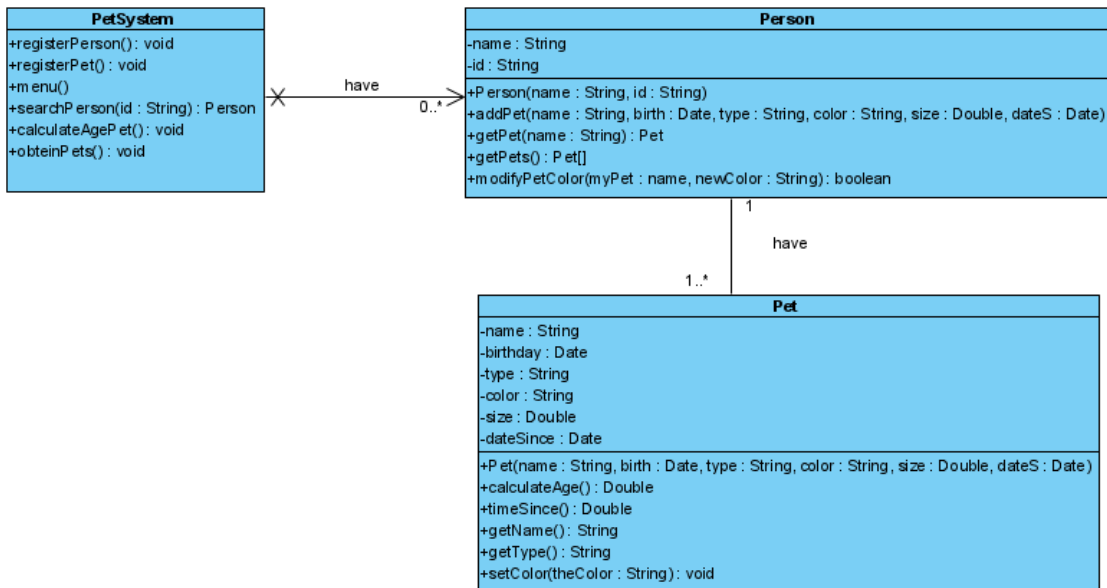 PetSystem
+registerPerson() : void
+registerPet() : void
+menu()
+searchPerson(id : String) : Person
+calculateAgePet() : void
+obteinPets() : void
have
0..*
Person
-name : String
-id : String
+Person(name : String, id : String)
+addPet(name : String, birth : Date, type : String, color : String, size : Double, dateS : Date)
+getPet(name : String) : Pet
+getPets() : Pet[]
+modifyPetColor(myPet : name, newColor : String) : boolean
1
have
1..*
Pet
-name : String
-birthday : Date
-type : String
-color : String
-size : Double
-dateSince : Date
+Pet(name : String, birth : Date, type : String, color : String, size : Double, dateS : Date)
+calculateAge() : Double
+timeSince() : Double
+getName() : String
+getType() : String
+setColor(theColor : String) : void